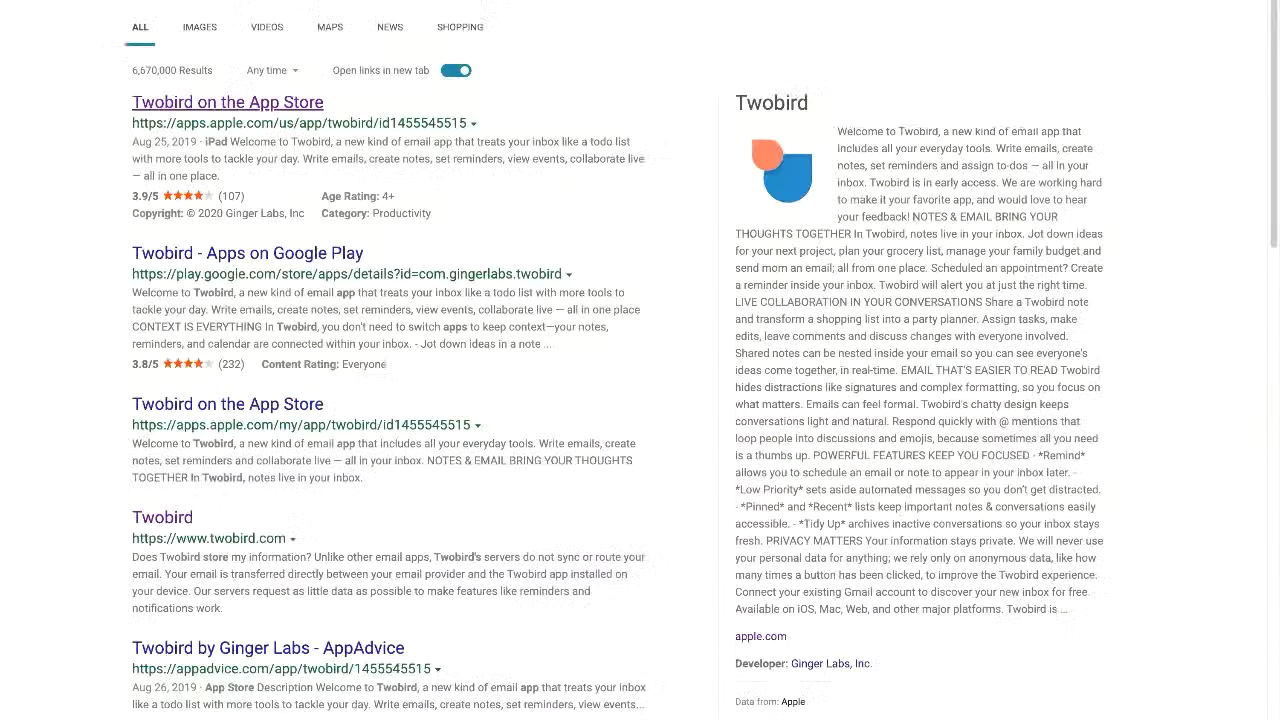 ALL IMAGES VIDEOS MAPS NEWS SHOPPING
6,670,000 Results Any time Open links in new tab
Twobird on the App Store
https://apps.apple.com/us/app/twobird/id1455545515
Aug 25, 2019 · iPad Welcome to Twobird, a new kind of email app that treats your inbox like a todo list
with more tools to tackle your day. Write emails, create notes, set reminders, view events, collaborate live
— all in one place.
3.9/5 (107) Age Rating: 4+
Copyright: © 2020 Ginger Labs, Inc Category: Productivity
Twobird - Apps on Google Play
https://play.google.com/store/apps/details?id=com.gingerlabs.twobird
Welcome to Twobird, a new kind of email app that treats your inbox like a todo list with more tools to
tackle your day. Write emails, create notes, set reminders, view events, collaborate live — all in one place
CONTEXT IS EVERYTHING In Twobird, you don't need to switch apps to keep context—your notes,
reminders, and calendar are connected within your inbox. - Jot down ideas in a note ...
3.8/5 (232) Content Rating: Everyone
Twobird on the App Store
https://apps.apple.com/my/app/twobird/id1455545515
Welcome to Twobird, a new kind of email app that includes all your everyday tools. Write emails, create
notes, set reminders and collaborate live — all in your inbox. NOTES & EMAIL BRING YOUR THOUGHTS
TOGETHER In Twobird, notes live in your inbox.
Twobird
https://www.twobird.com
Does Twobird store my information? Unlike other email apps, Twobird's servers do not sync or route your
email. Your email is transferred directly between your email provider and the Twobird app installed on
your device. Our servers request as little data as possible to make features like reminders and
notifications work.
Twobird by Ginger Labs - AppAdvice
https://appadvice.com/app/twobird/1455545515
Aug 26, 2019 · App Store Description Welcome to Twobird, a new kind of email app that treats your inbox
like a todo list with more tools to tackle your day. Write emails, create notes, set reminders, view events...
Twobird
Welcome to Twobird, a new kind of email app that
includes all your everyday tools. Write emails, create
notes, set reminders and assign to-dos — all in your
inbox. Twobird is in early access. We are working hard
to make it your favorite app, and would love to hear
your feedback! NOTES & EMAIL BRING YOUR
THOUGHTS TOGETHER In Twobird, notes live in your inbox. Jot down ideas
for your next project, plan your grocery list, manage your family budget and
send mom an email; all from one place. Scheduled an appointment? Create
a reminder inside your inbox. Twobird will alert you at just the right time.
LIVE COLLABORATION IN YOUR CONVERSATIONS Share a Twobird note
and transform a shopping list into a party planner. Assign tasks, make
edits, leave comments and discuss changes with everyone involved.
Shared notes can be nested inside your email so you can see everyone's
ideas come together, in real-time. EMAIL THAT'S EASIER TO READ Twobird
hides distractions like signatures and complex formatting, so you focus on
what matters. Emails can feel formal. Twobird's chatty design keeps
conversations light and natural. Respond quickly with @ mentions that
loop people into discussions and emojis, because sometimes all you need
is a thumbs up. POWERFUL FEATURES KEEP YOU FOCUSED - *Remind*
allows you to schedule an email or note to appear in your inbox later. -
*Low Priority* sets aside automated messages so you don't get distracted.
- *Pinned* and *Recent* lists keep important notes & conversations easily
accessible. - *Tidy Up* archives inactive conversations so your inbox stays
fresh. PRIVACY MATTERS Your information stays private. We will never use
your personal data for anything; we rely only on anonymous data, like how
many times a button has been clicked, to improve the Twobird experience.
Connect your existing Gmail account to discover your new inbox for free.
Available on iOS, Mac, Web, and other major platforms. Twobird is ...
apple.com
Developer: Ginger Labs, Inc.
Data from: Apple